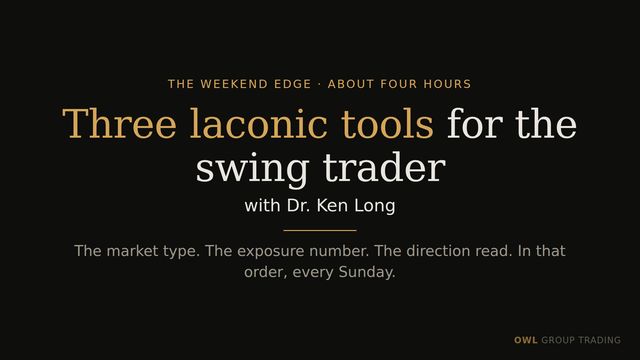 THE WEEKEND EDGE · ABOUT FOUR HOURS
Three laconic tools for the
swing trader
with Dr. Ken Long
The market type. The exposure number. The direction read. In that
order, every Sunday.
OWL GROUP TRADING